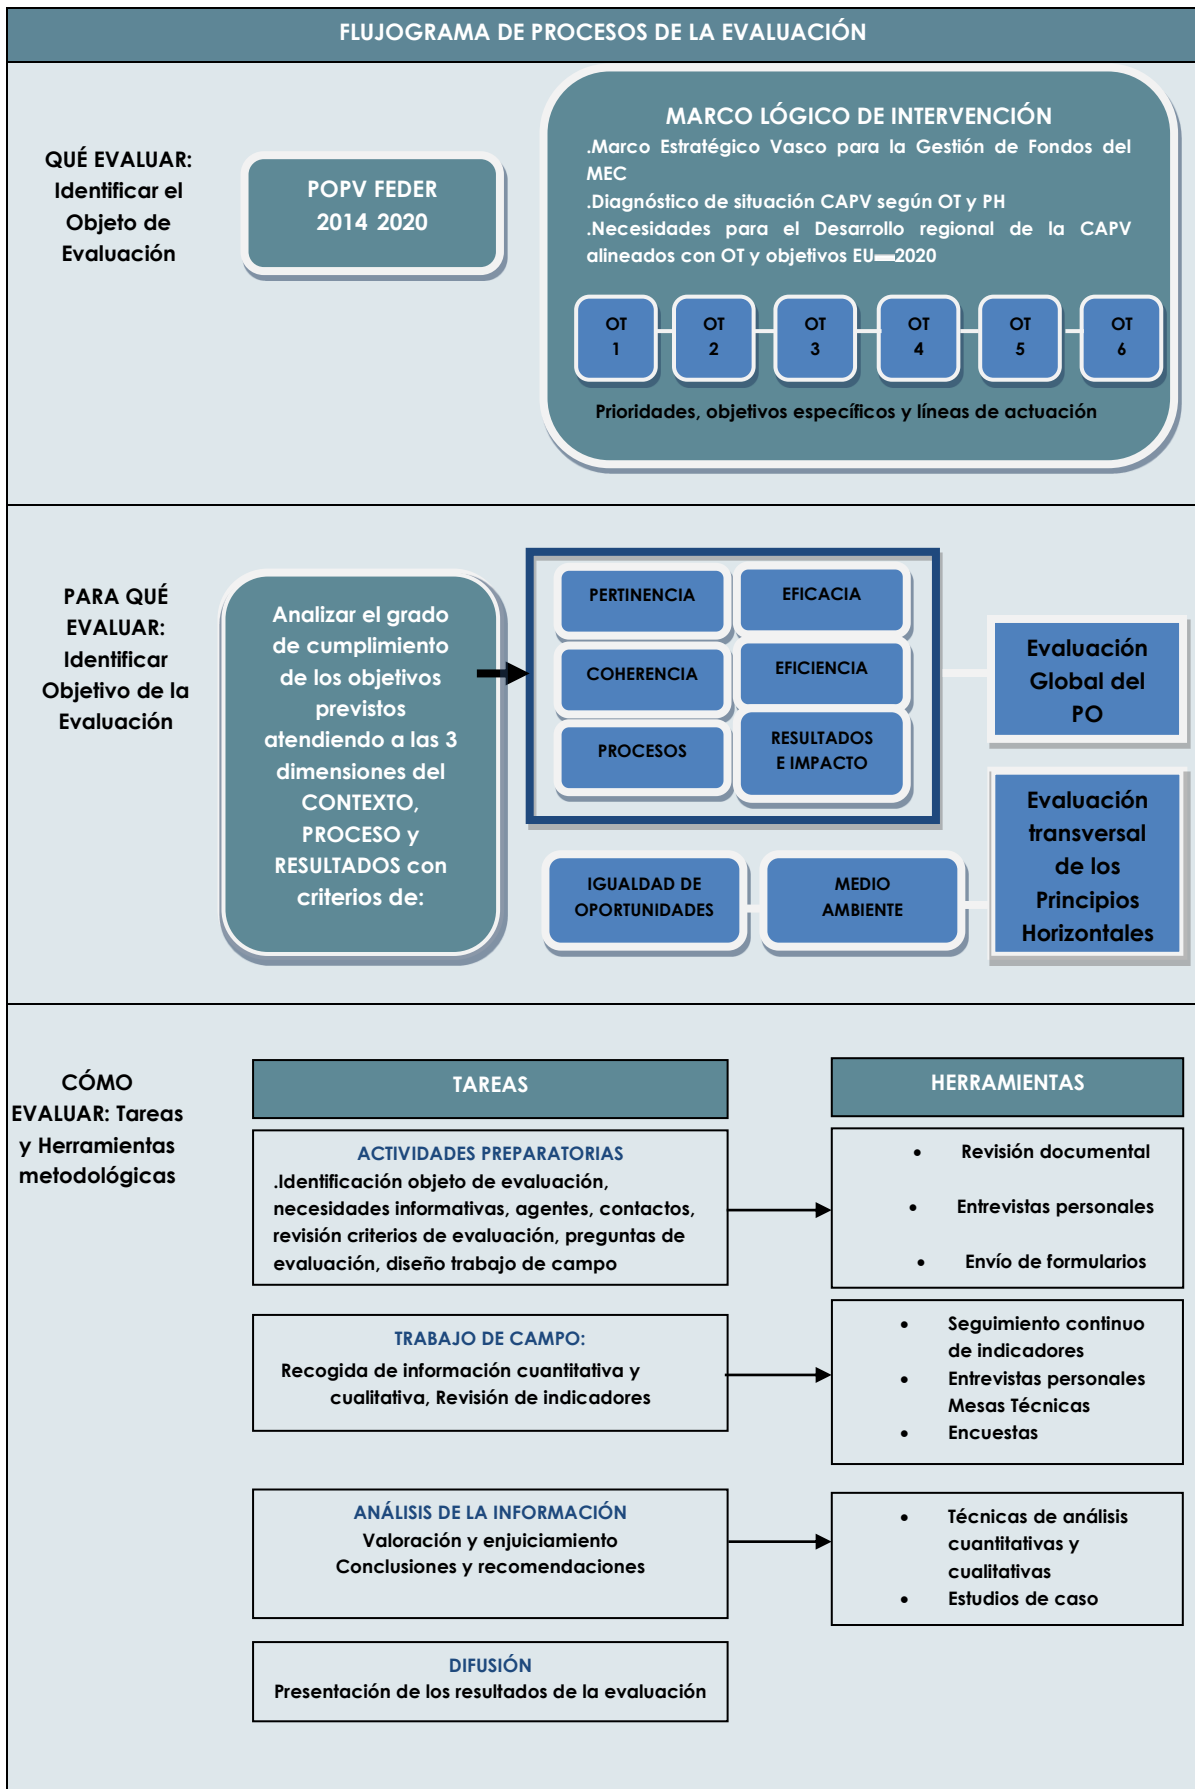 FLUJOGRAMA DE PROCESOS DE LA EVALUACIÓN
QUÉ EVALUAR:
Identificar el
Objeto de
Evaluación
POPV FEDER
2014 2020
MARCO LÓGICO DE INTERVENCIÓN
.Marco Estratégico Vasco para la Gestión de Fondos del
MEC
.Diagnóstico de situación CAPV según OT y PH
.Necesidades para el Desarrollo regional de la CAPV
alineados con OT y objetivos EU—2020
OT
1
OT
2
OT
3
OT
4
OT
5
OT
6
Prioridades, objetivos específicos y líneas de actuación
PARA QUÉ
EVALUAR:
Identificar
Objetivo de la
Evaluación
Analizar el grado
de cumplimiento
de los objetivos
previstos
atendiendo a las 3
dimensiones del
CONTEXTO,
PROCESO y
RESULTADOS con
criterios de:
PERTINENCIA
EFICACIA
COHERENCIA
EFICIENCIA
PROCESOS
RESULTADOS
E IMPACTO
Evaluación
Global del
PO
IGUALDAD DE
OPORTUNIDADES
MEDIO
AMBIENTE
Evaluación
transversal
de los
Principios
Horizontales
CÓMO
EVALUAR: Tareas
y Herramientas
metodológicas
TAREAS
HERRAMIENTAS
ACTIVIDADES PREPARATORIAS
.Identificación objeto de evaluación,
necesidades informativas, agentes, contactos,
revisión criterios de evaluación, preguntas de
evaluación, diseño trabajo de campo
• Revisión documental
• Entrevistas personales
• Envío de formularios
TRABAJO DE CAMPO:
Recogida de información cuantitativa y
cualitativa, Revisión de indicadores
• Seguimiento continuo
de indicadores
• Entrevistas personales
Mesas Técnicas
• Encuestas
ANÁLISIS DE LA INFORMACIÓN
Valoración y enjuiciamiento
Conclusiones y recomendaciones
• Técnicas de análisis
cuantitativas y
cualitativas
• Estudios de caso
DIFUSIÓN
Presentación de los resultados de la evaluación